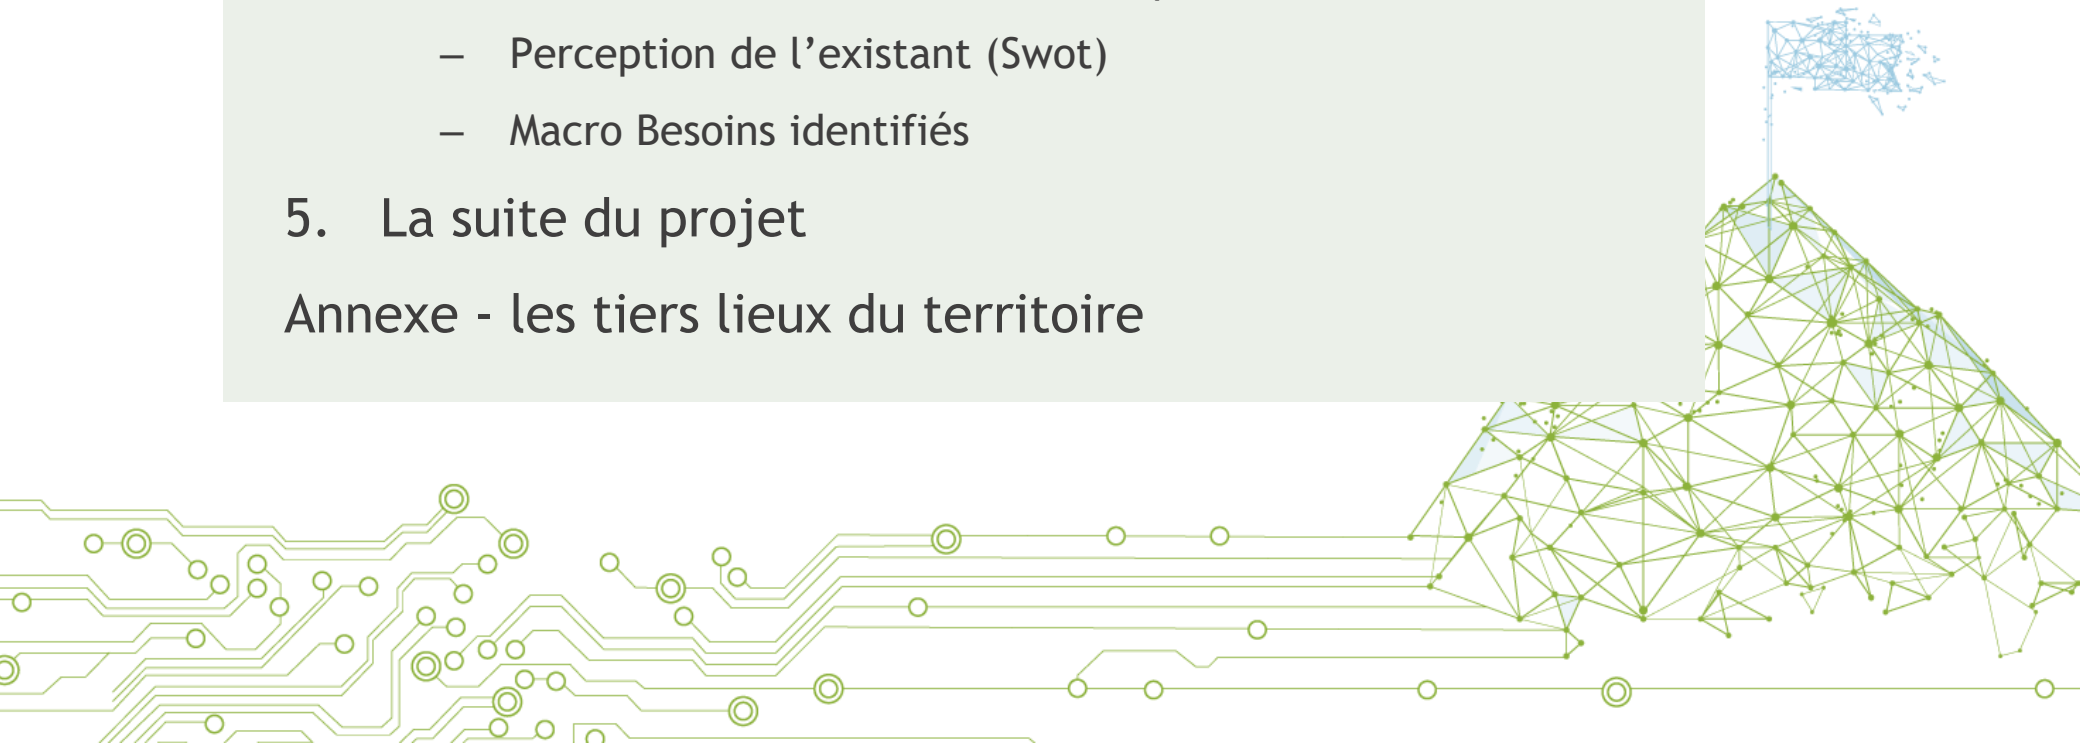 – Perception de l’existant (Swot)
– Macro Besoins identifiés
5. La suite du projet
Annexe - les tiers lieux du territoire